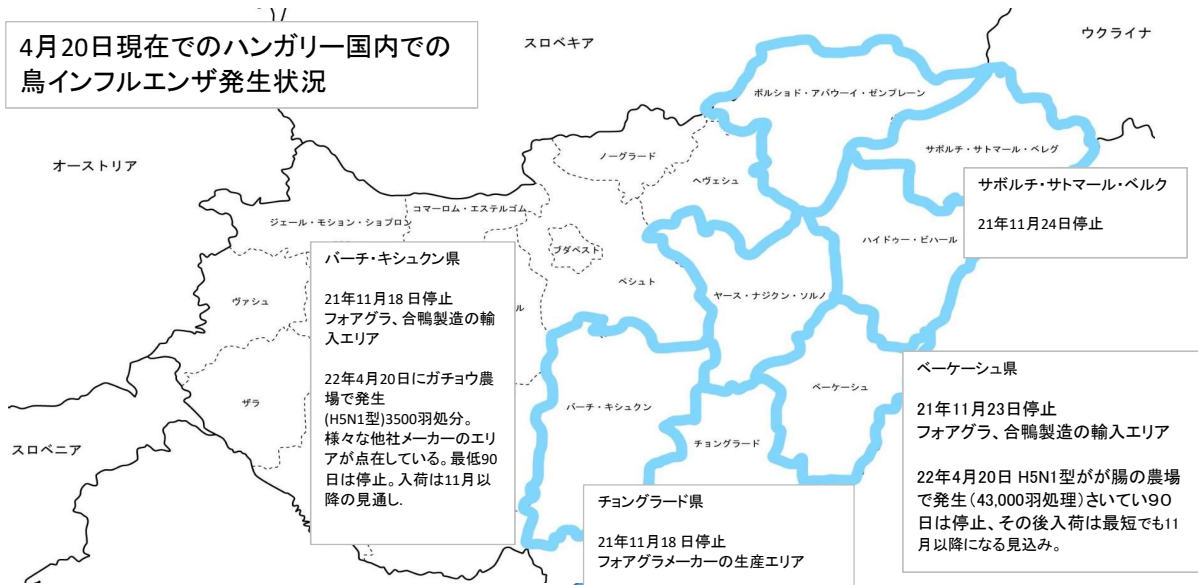 4月20日現在でのハンガリー国内での
鳥インフルエンザ発生状況
スロベキア
ウクライナ
オーストリア
スロベニア
ボルショド・アバウーイ・ゼンプレーン
ノーグラード
ヘヴェシュ
サボルチ・サトマール・ベレグ
コマーロム・エステルゴム
ジェール・モション・ショプロン
ブダペスト
ハイドゥー・ビハール
ヴァシュ
ペシュト
ヤース・ナジクン・ソルノ
ル
ザラ
バーチ・キシュクン
ベーケーシュ
チョングラード
サボルチ・サトマール・ベルク
21年11月24日停止
バーチ・キシュクン県
21年11月18日停止
フォアグラ、合鴨製造の輸
入エリア
22年4月20日にガチョウ農
場で発生
(H5N1型)3500羽処分。
様々な他社メーカーのエリ
アが点在している。最低90
日は停止。入荷は11月以
降の見通し.
チョングラード県
21年11月18日停止
フォアグラメーカーの生産エリア
ベーケーシュ県
21年11月23日停止
フォアグラ、合鴨製造の輸入エリア
22年4月20日 H5N1型がが腸の農場
で発生(43,000羽処理)さいてい90
日は停止、その後入荷は最短でも11
月以降になる見込み。